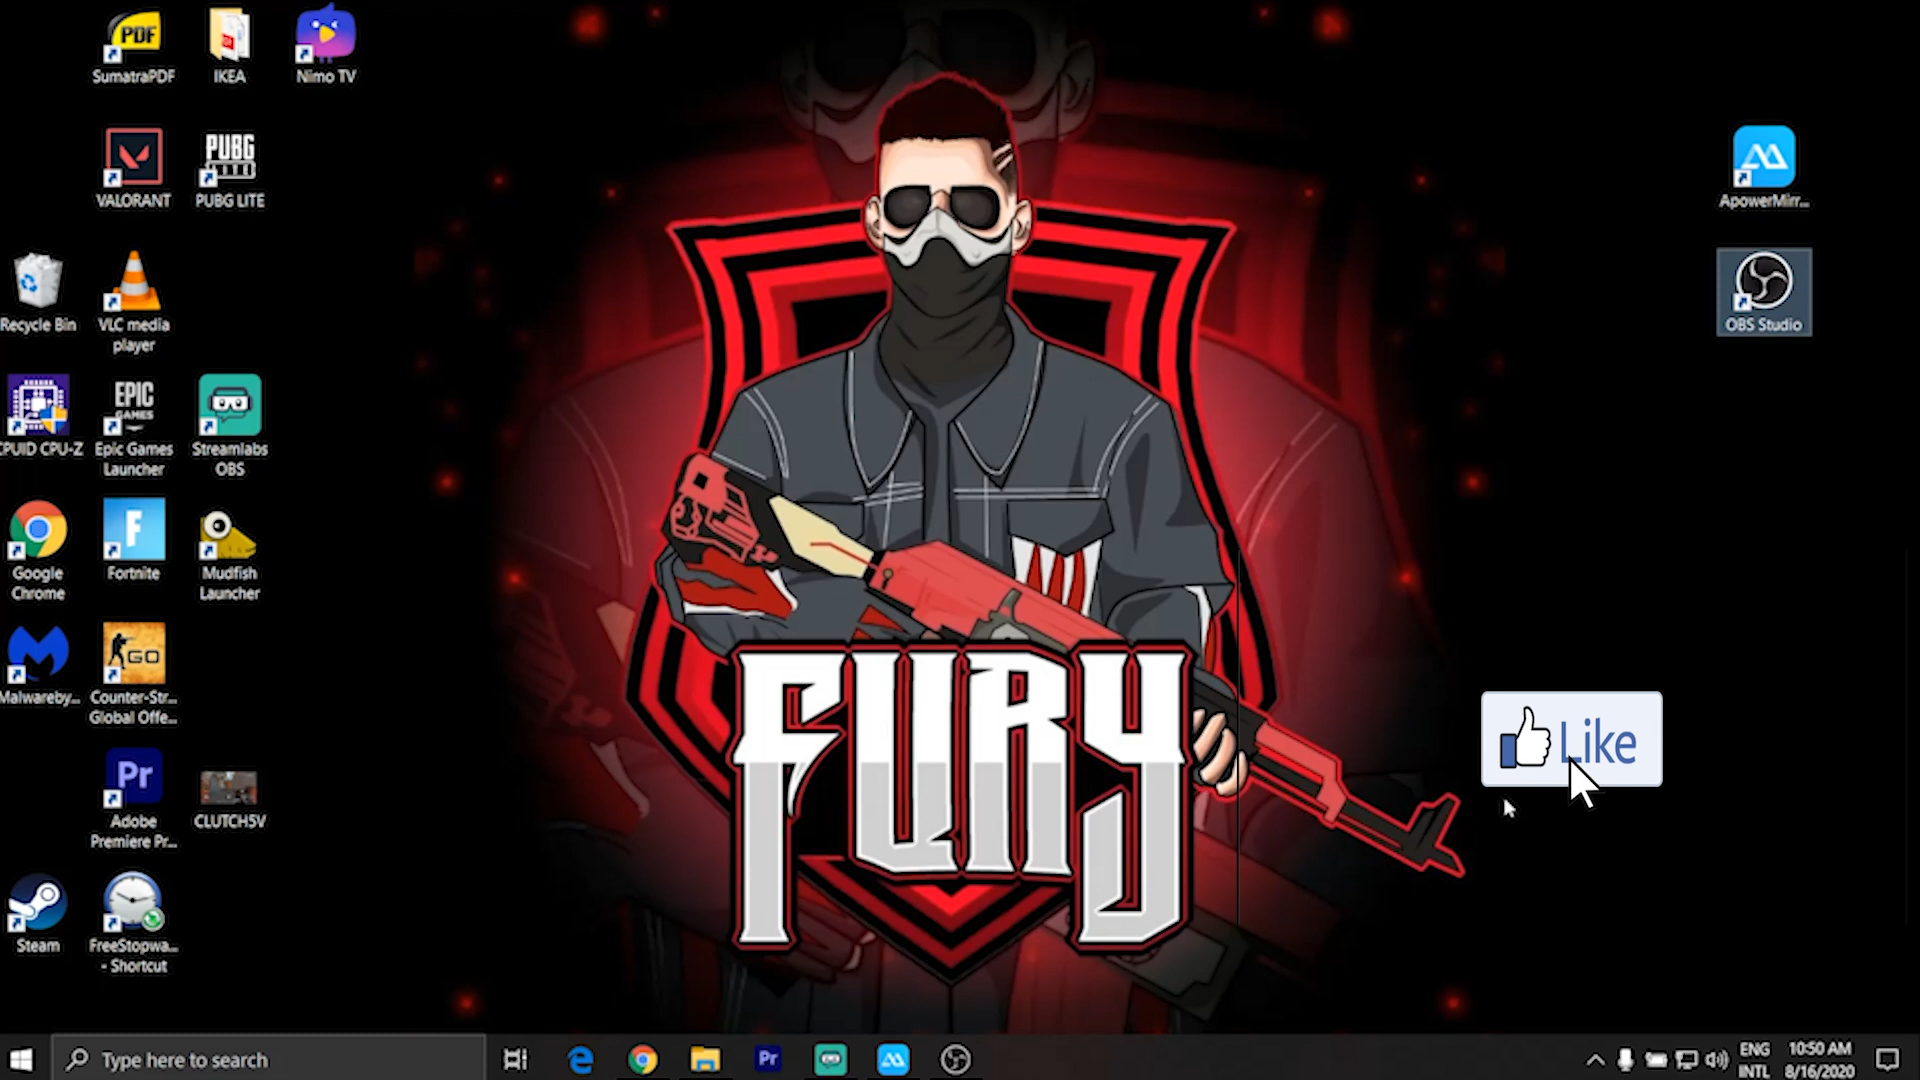 PDF
SumatraPDF
IKEA
Nimo TV
VALORANT
PUBG
LITE
PUBG LITE
ApowerMirr...
Recycle Bin
VLC media
player
OBS Studio
CPUID CPU-Z
EPIC
GAMES
Epic Games
Launcher
Streamlabs
OBS
Google
Chrome
F
Fortnite
Mudfish
Launcher
Malwareby...
GO
Counter-Str...
Global Offe...
FURY
Like
Pr
Adobe
Premiere Pr...
CLUTCH5V
Steam
FreeStopwa...
- Shortcut
Type here to search
Pr
ENG
INTL
10:50 AM
8/16/2020